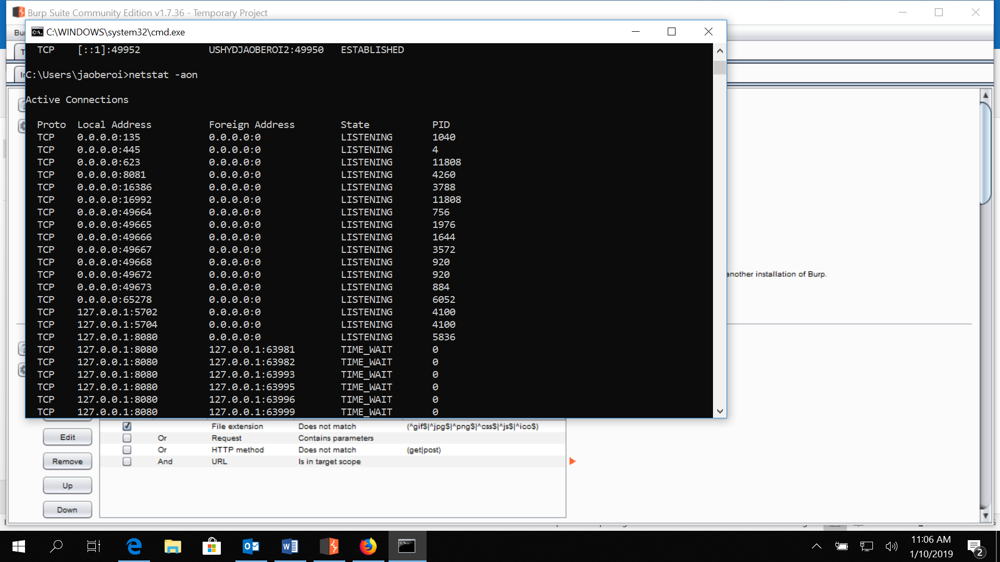 Burp Suite Community Edition v1.7.36 - Temporary Project
Bu
C:\WINDOWS\system32\cmd.exe
TCP [::1]:49952 USHYDJAOBEROI2:49950 ESTABLISHED
C:\Users\jaoberoi>netstat -aon
Active Connections
Proto Local Address Foreign Address State PID
TCP 0.0.0.0:135 0.0.0.0:0 LISTENING 1040
TCP 0.0.0.0:445 0.0.0.0:0 LISTENING 4
TCP 0.0.0.0:623 0.0.0.0:0 LISTENING 11808
TCP 0.0.0.0:8081 0.0.0.0:0 LISTENING 4260
TCP 0.0.0.0:16386 0.0.0.0:0 LISTENING 3788
TCP 0.0.0.0:16992 0.0.0.0:0 LISTENING 11808
TCP 0.0.0.0:49664 0.0.0.0:0 LISTENING 756
TCP 0.0.0.0:49665 0.0.0.0:0 LISTENING 1976
TCP 0.0.0.0:49666 0.0.0.0:0 LISTENING 1644
TCP 0.0.0.0:49667 0.0.0.0:0 LISTENING 3572
TCP 0.0.0.0:49668 0.0.0.0:0 LISTENING 920
TCP 0.0.0.0:49672 0.0.0.0:0 LISTENING 920
TCP 0.0.0.0:49673 0.0.0.0:0 LISTENING 884
TCP 0.0.0.0:65278 0.0.0.0:0 LISTENING 6052
TCP 127.0.0.1:5702 0.0.0.0:0 LISTENING 4100
TCP 127.0.0.1:5704 0.0.0.0:0 LISTENING 4100
TCP 127.0.0.1:8080 0.0.0.0:0 LISTENING 5836
TCP 127.0.0.1:8080 127.0.0.1:63981 TIME_WAIT 0
TCP 127.0.0.1:8080 127.0.0.1:63982 TIME_WAIT 0
TCP 127.0.0.1:8080 127.0.0.1:63993 TIME_WAIT 0
TCP 127.0.0.1:8080 127.0.0.1:63995 TIME_WAIT 0
TCP 127.0.0.1:8080 127.0.0.1:63996 TIME_WAIT 0
TCP 127.0.0.1:8080 127.0.0.1:63999 TIME_WAIT 0
another installation of Burp.
File extension Does not match (^gif$|^jpg$|^png$|^css$|^js$|^ico$)
Edit
Or Request Contains parameters
Or HTTP method Does not match (get|post)
Remove
And URL Is in target scope
Up
Down
11:06 AM
1/10/2019
2